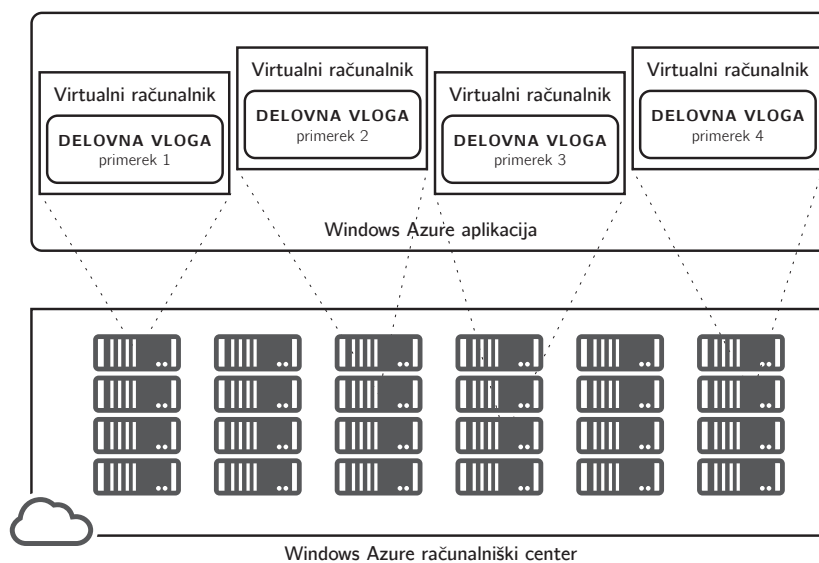 Virtualni računalnik
DELOVNA VLOGA
primerek 1
Virtualni računalnik
DELOVNA VLOGA
primerek 2
Virtualni računalnik
DELOVNA VLOGA
primerek 3
Virtualni računalnik
DELOVNA VLOGA
primerek 4
Windows Azure aplikacija
Windows Azure računalniški center